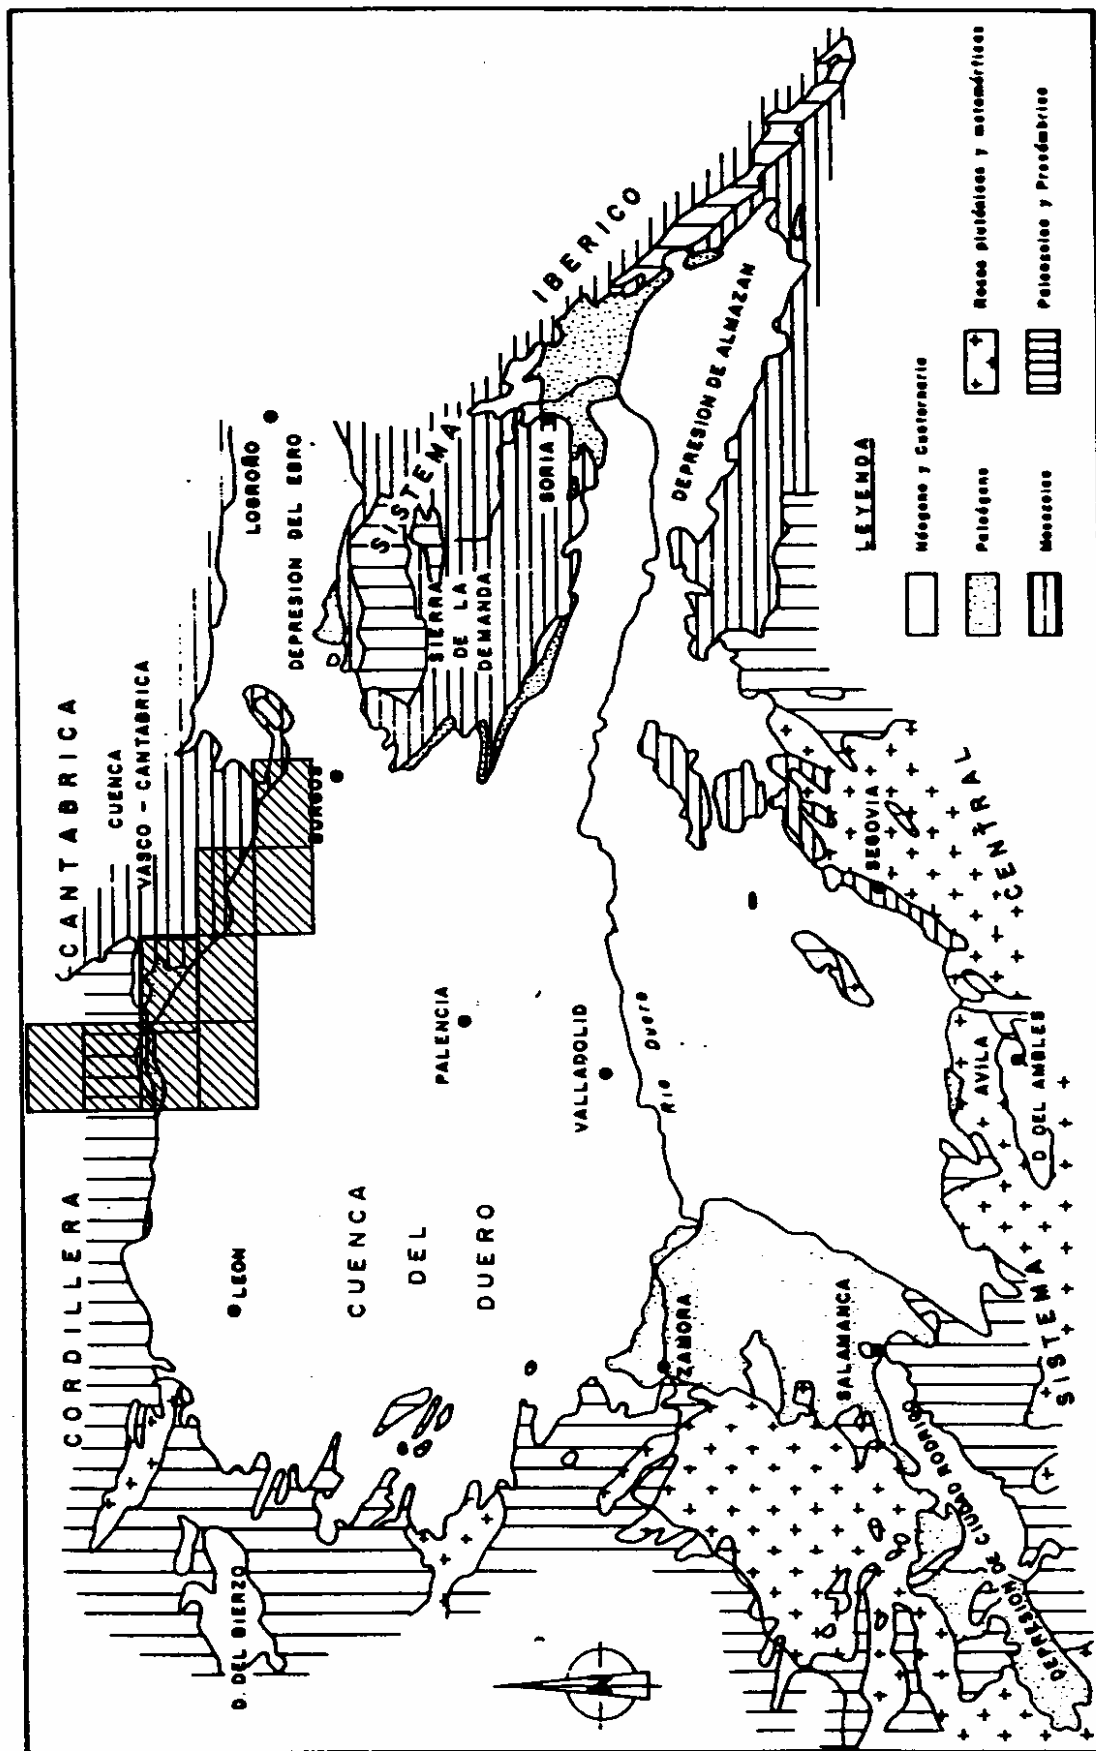 CORDILLERA
CANTABRICA
CUENCA
VASCO - CANTABRICA
D. DEL BIERZO
LEON
BURGOS
LOGROÑO
DEPRESION DEL EBRO
CUENCA
DEL
DUERO
PALENCIA
SISTEMA
IBERICO
SIERRA
DE LA
DEMANDA
SORIA
VALLADOLID
Rio Duero
ZAMORA
DEPRESION DE ALMAZAN
SALAMANCA
SEGOVIA
AVILA
D. DEL AMBLES
SISTEMA
CENTRAL
DEPRESION DE CIUDAD RODRIGO
LEYENDA
Neógeno y Cuaternario
Paleógeno
Mesozoico
Rocas plutónicas y metamórficas
Paleozoico y Precámbrico